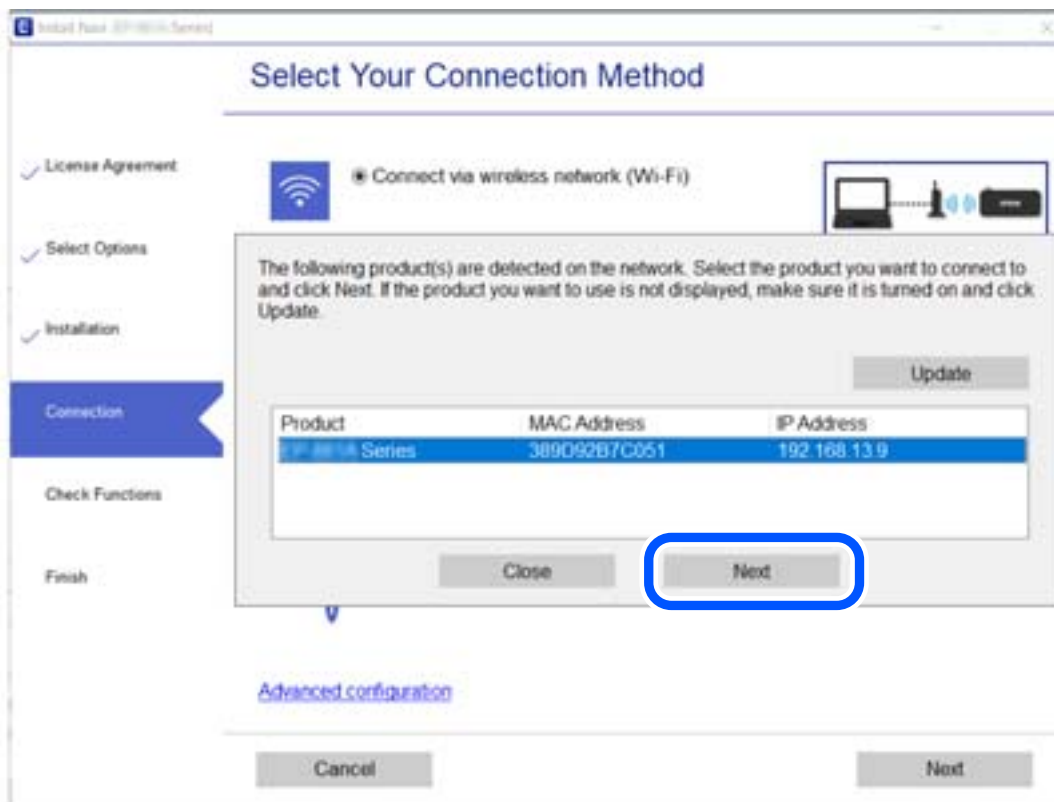 Select Your Connection Method
License Agreement
Select Options
Installation
Connection
Check Functions
Finish
Connect via wireless network (Wi-Fi)
The following product(s) are detected on the network. Select the product you want to connect to
and click Next. If the product you want to use is not displayed, make sure it is turned on and click
Update.
Update
Product MAC Address IP Address
Series 389D92B7C051 192.168.13.9
Close Next
Advanced configuration
Cancel Next